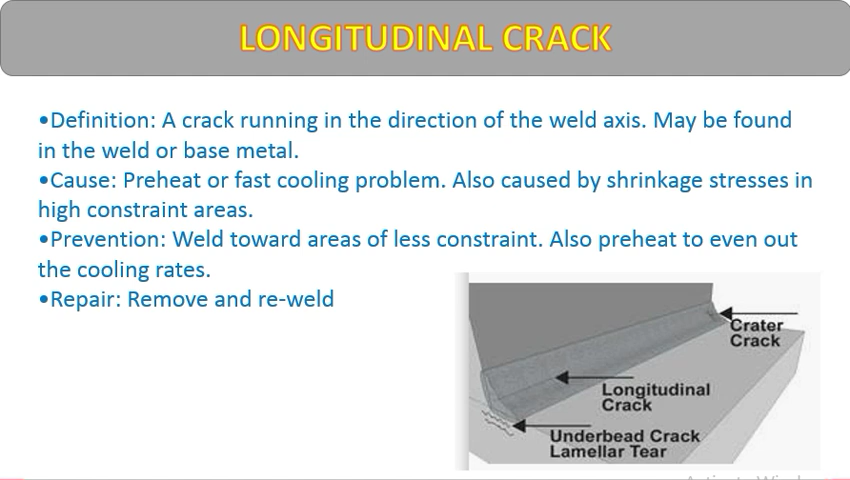 LONGITUDINAL CRACK
•Definition: A crack running in the direction of the weld axis. May be found
in the weld or base metal.
•Cause: Preheat or fast cooling problem. Also caused by shrinkage stresses in
high constraint areas.
•Prevention: Weld toward areas of less constraint. Also preheat to even out
the cooling rates.
•Repair: Remove and re-weld
Crater
Crack
Longitudinal
Crack
Underbead Crack
Lamellar Tear